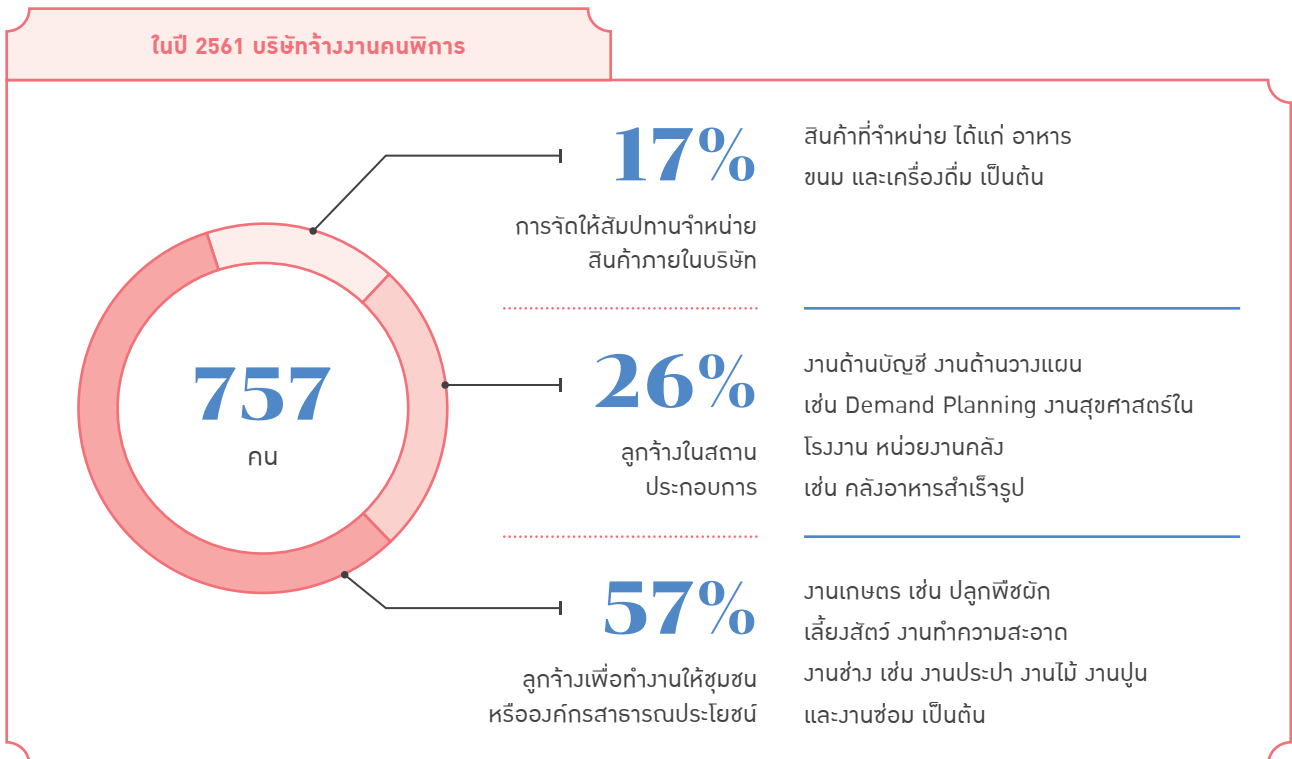 ในปี 2561 บริษัทจ้างงานคนพิการ
757
คน
17%
การจัดให้สัมปทานจำหน่าย
สินค้าภายในบริษัท
สินค้าที่จำหน่าย ได้แก่ อาหาร
ขนม และเครื่องดื่ม เป็นต้น
26%
ลูกจ้างในสถาน
ประกอบการ
งานด้านบัญชี งานด้านวางแผน
เช่น Demand Planning งานสุขศาสตร์ใน
โรงงาน หน่วยงานคลัง
เช่น คลังอาหารสำเร็จรูป
57%
ลูกจ้างเพื่อทำงานให้ชุมชน
หรือองค์กรสาธารณประโยชน์
งานเกษตร เช่น ปลูกพืชผัก
เลี้ยงสัตว์ งานทำความสะอาด
งานช่าง เช่น งานประปา งานไม้ งานปูน
และงานซ่อม เป็นต้น